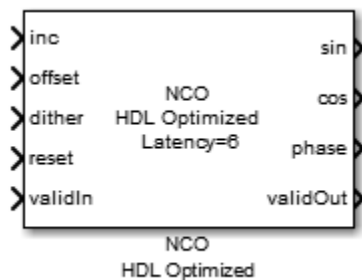 inc
offset
dither
reset
validIn
NCO
HDL Optimized
Latency=6
sin
cos
phase
validOut
NCO
HDL Optimized